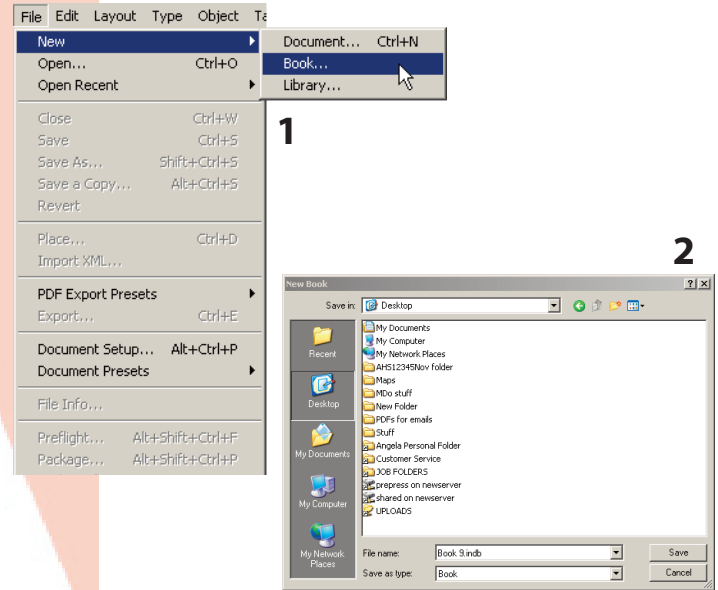 File Edit Layout Type Object Ta
New
Open... Ctrl+O
Open Recent
Close Ctrl+W
Save Ctrl+S
Save As... Shift+Ctrl+S
Save a Copy... Alt+Ctrl+S
Revert
Place... Ctrl+D
Import XML...
PDF Export Presets
Export... Ctrl+E
Document Setup... Alt+Ctrl+P
Document Presets
File Info...
Preflight... Alt+Shift+Ctrl+F
Package... Alt+Shift+Ctrl+P
Document... Ctrl+N
Book...
Library...
1
2
New Book
Save in: Desktop
Recent
Desktop
My Documents
My Computer
My Network
Places
My Documents
My Computer
My Network Places
AHS12345Nov folder
Maps
MDo stuff
New Folder
PDFs for emails
Stuff
Angela Personal Folder
Customer Service
JOB FOLDERS
prepress on newserver
shared on newserver
UPLOADS
File name: Book 9.indb Save
Save as type: Book Cancel